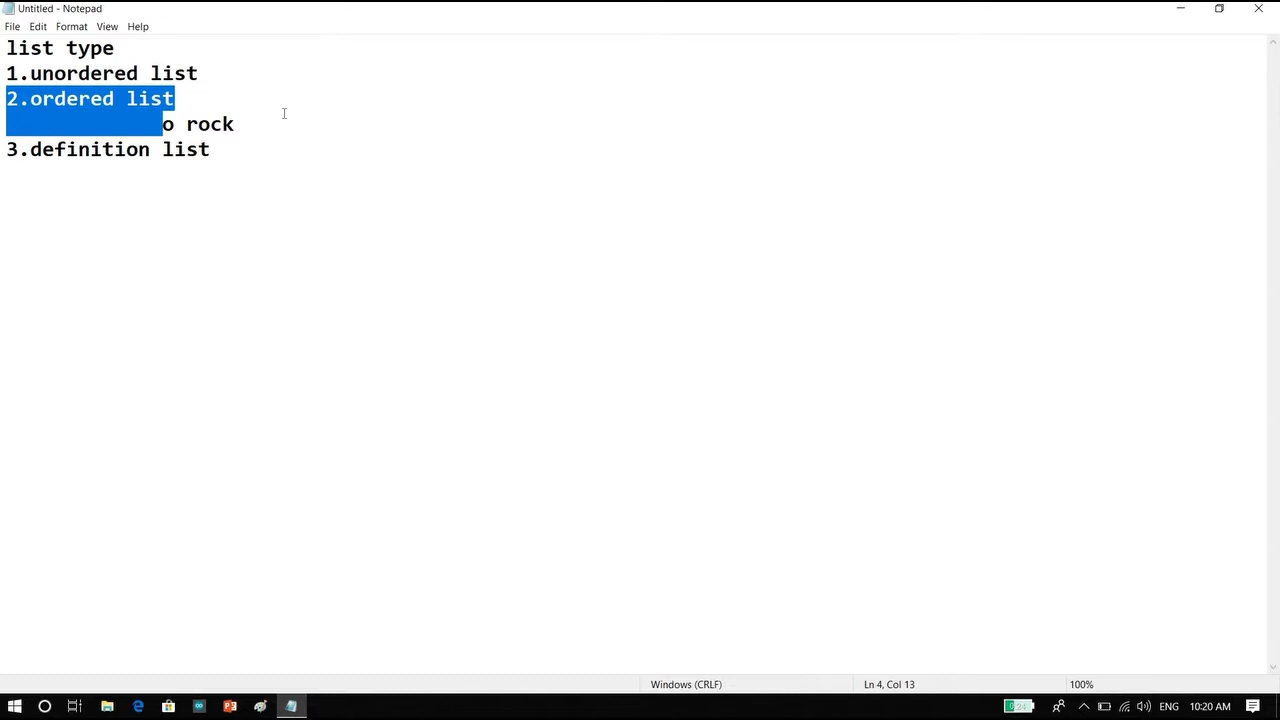 Untitled - Notepad
File Edit Format View Help
list type
1.unordered list
2.ordered list
o rock
3.definition list
Windows (CRLF) Ln 4, Col 13 100%
ENG 10:20 AM